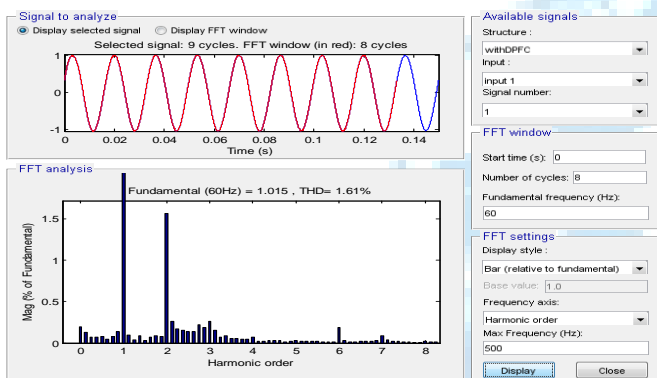 Signal to analyze
Display selected signal Display FFT window
Selected signal: 9 cycles. FFT window (in red): 8 cycles
1
0
-1
0 0.02 0.04 0.06 0.08 0.1 0.12 0.14
Time (s)
FFT analysis
Fundamental (60Hz) = 1.015 , THD= 1.61%
Mag (% of Fundamental)
1.5
1
0.5
0
0 1 2 3 4 5 6 7 8
Harmonic order
Available signals
Structure :
withDPFC
Input :
input 1
Signal number:
1
FFT window
Start time (s): 0
Number of cycles: 8
Fundamental frequency (Hz):
60
FFT settings
Display style :
Bar (relative to fundamental)
Base value: 1.0
Frequency axis:
Harmonic order
Max Frequency (Hz):
500
Display Close